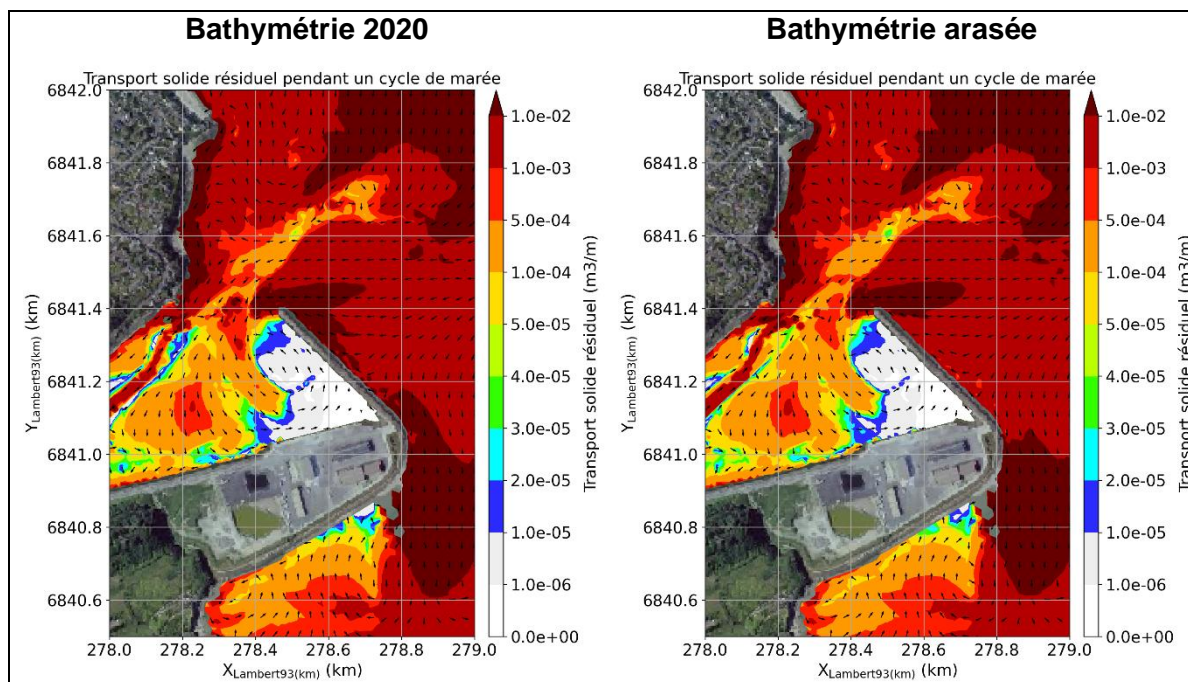 Bathymétrie 2020
Transport solide résiduel pendant un cycle de marée
6842.0
6841.8
6841.6
6841.4
6841.2
6841.0
6840.8
6840.6
Y_Lambert93(km) (km)
278.0 278.2 278.4 278.6 278.8 279.0
X_Lambert93(km) (km)
1.0e-02
1.0e-03
5.0e-04
1.0e-04
5.0e-05
4.0e-05
3.0e-05
2.0e-05
1.0e-05
1.0e-06
0.0e+00
Transport solide résiduel (m3/m)
Bathymétrie arasée
Transport solide résiduel pendant un cycle de marée
6842.0
6841.8
6841.6
6841.4
6841.2
6841.0
6840.8
6840.6
Y_Lambert93(km) (km)
278.0 278.2 278.4 278.6 278.8 279.0
X_Lambert93(km) (km)
1.0e-02
1.0e-03
5.0e-04
1.0e-04
5.0e-05
4.0e-05
3.0e-05
2.0e-05
1.0e-05
1.0e-06
0.0e+00
Transport solide résiduel (m3/m)